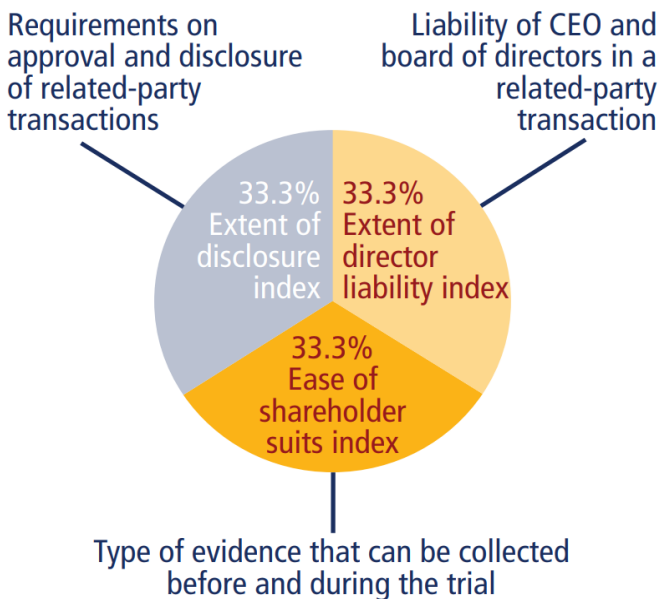 Requirements on
approval and disclosure
of related-party
transactions
Liability of CEO and
board of directors in a
related-party
transaction
33.3%
Extent of
disclosure
index
33.3%
Extent of
director
liability index
33.3%
Ease of
shareholder
suits index
Type of evidence that can be collected
before and during the trial